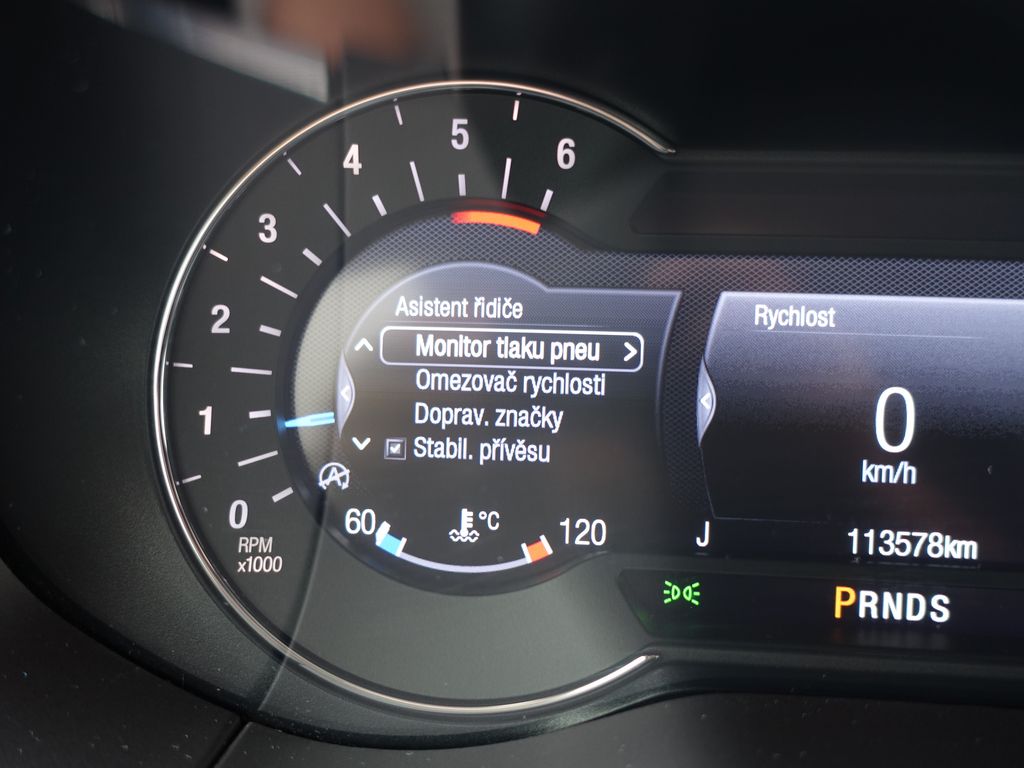 6
5
4
3
2
1
0
RPM
x1000
Asistent řidiče
Monitor tlaku pneu >
Omezovač rychlosti
Doprav. značky
Stabil. přívěsu
A
60 °C 120
Rychlost
0
km/h
J 113578km
PRNDS